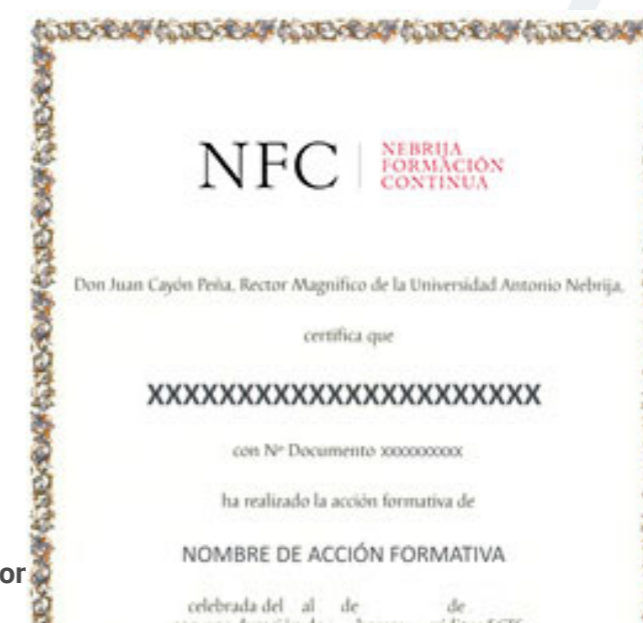 NFC
NEBRIJA
FORMACIÓN
CONTINUA
Don Juan Cayón Peña, Rector Magnífico de la Universidad Antonio Nebrija,
certifica que
XXXXXXXXXXXXXXXXXXXXXX
con Nº Documento xxxxxxxxxx
ha realizado la acción formativa de
NOMBRE DE ACCIÓN FORMATIVA
or
celebrada del al de de